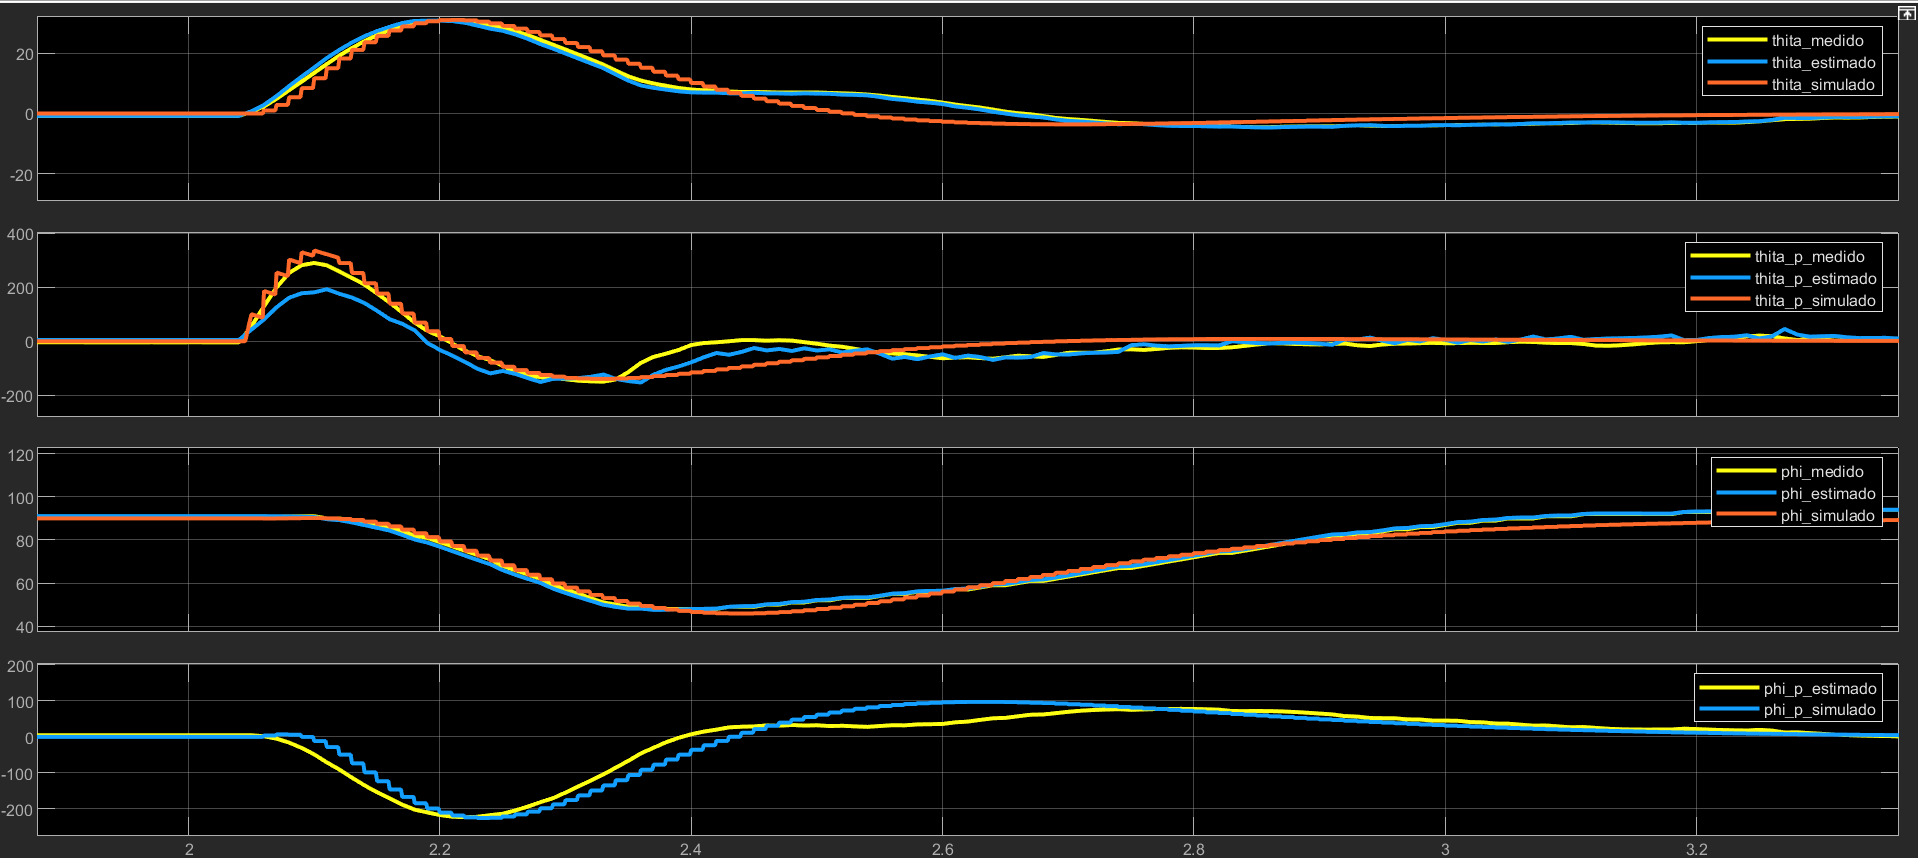 20
0
-20
thita_medido
thita_estimado
thita_simulado
400
200
0
-200
thita_p_medido
thita_p_estimado
thita_p_simulado
120
100
80
60
40
phi_medido
phi_estimado
phi_simulado
200
100
0
-100
-200
phi_p_estimado
phi_p_simulado
2 2.2 2.4 2.6 2.8 3 3.2